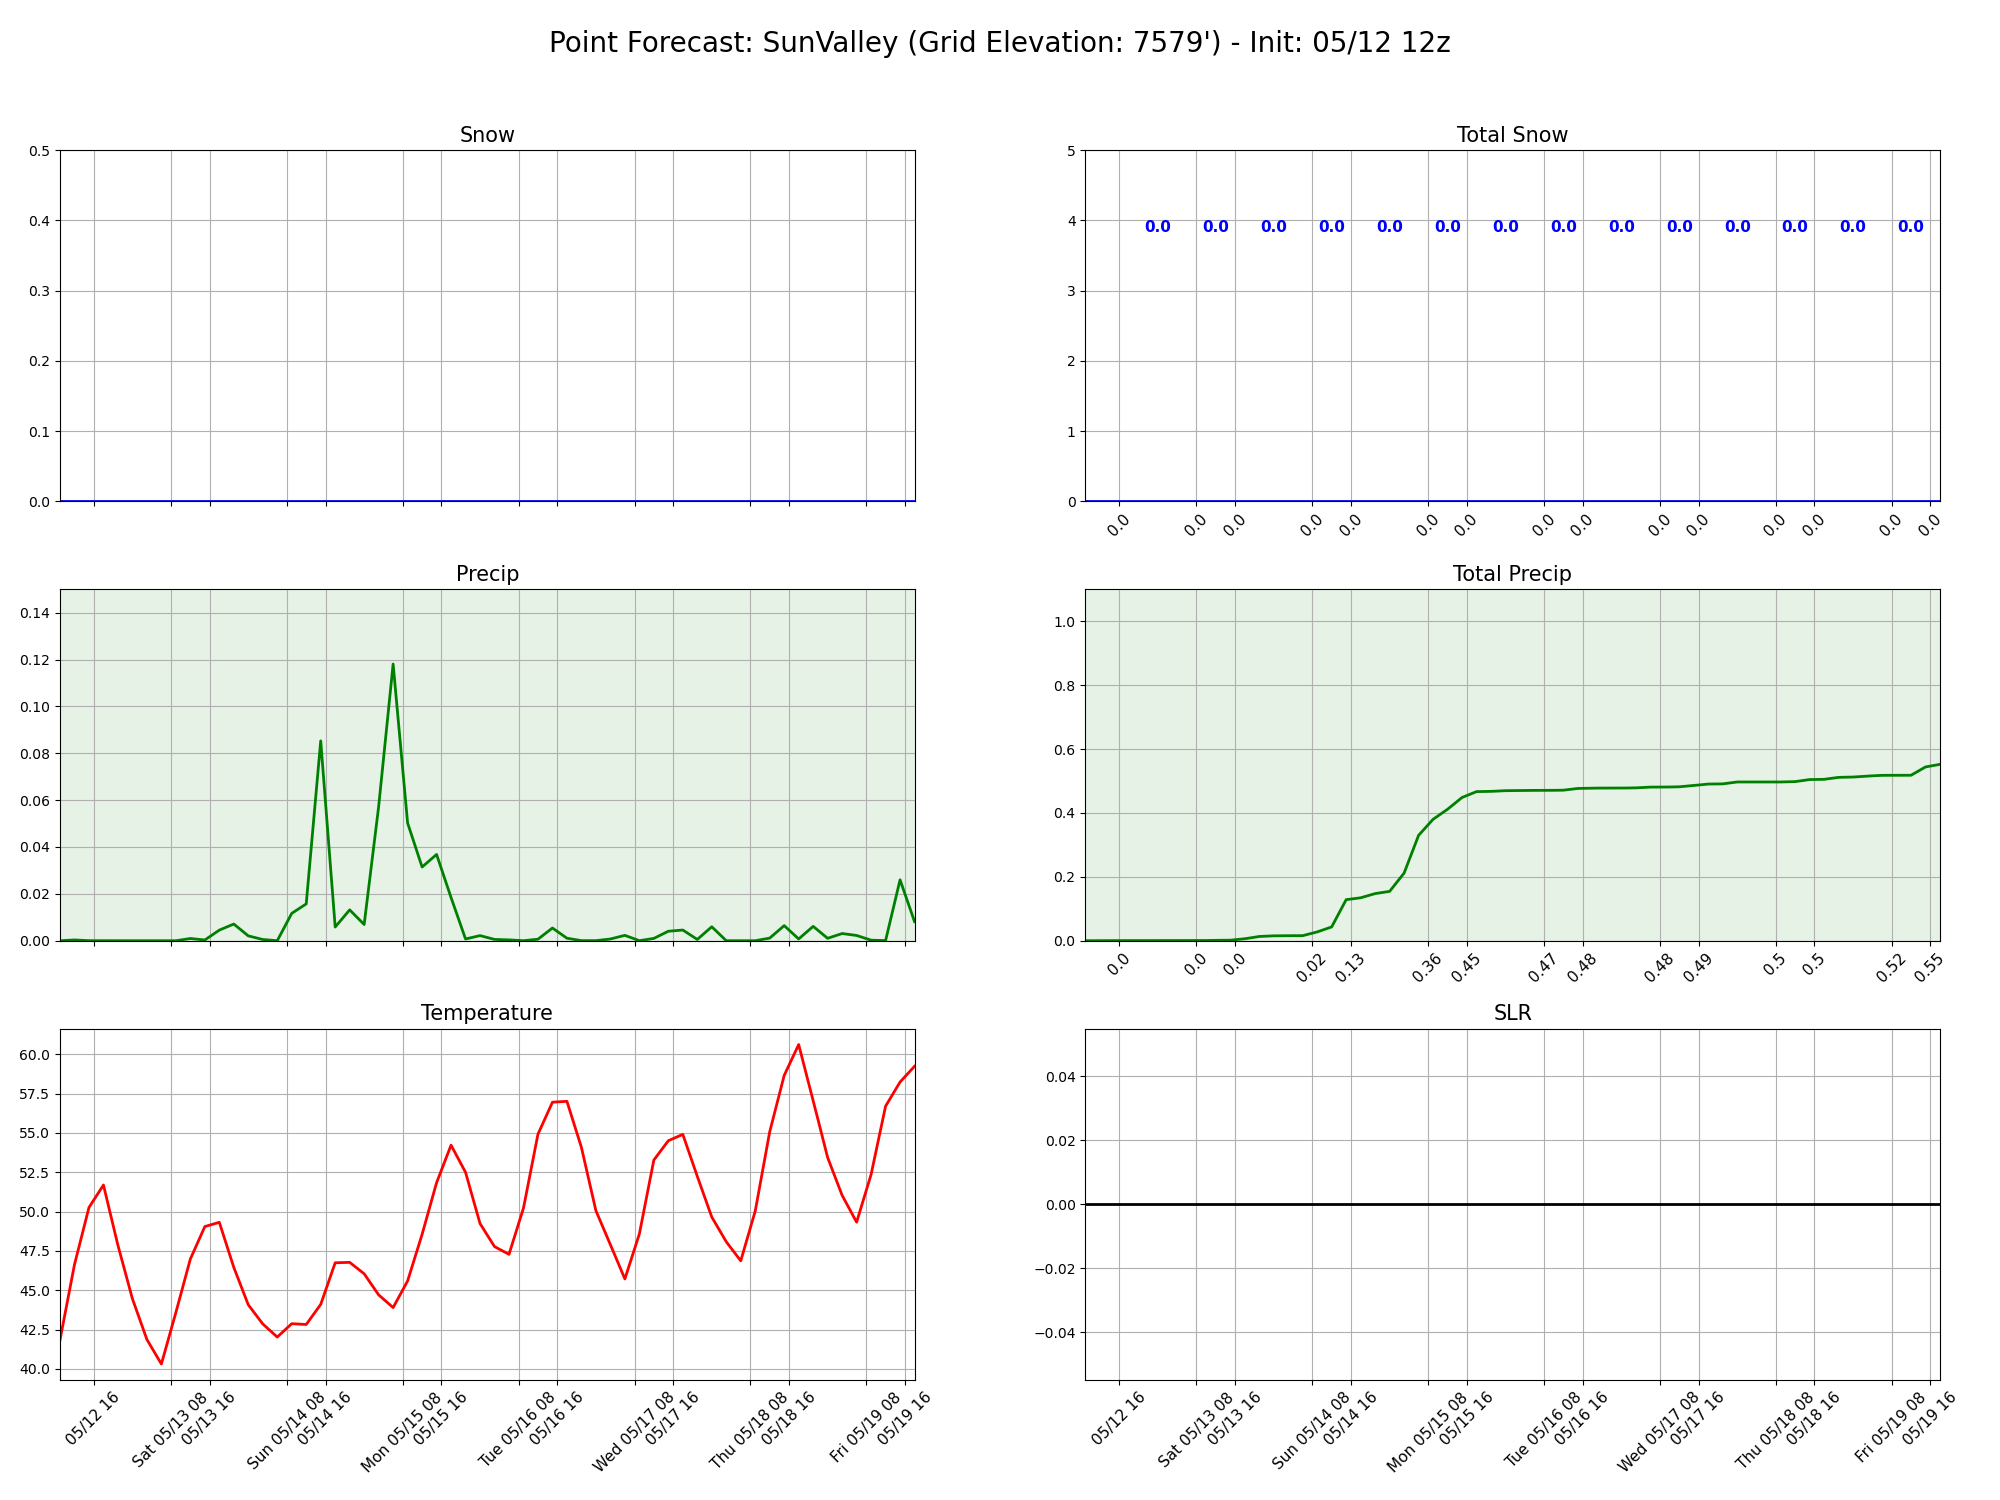 Point Forecast: SunValley (Grid Elevation: 7579') - Init: 05/12 12z
Snow
0.5
0.4
0.3
0.2
0.1
0.0
Total Snow
5
4
3
2
1
0
0.0 0.0 0.0 0.0 0.0 0.0 0.0 0.0 0.0 0.0 0.0 0.0 0.0 0.0
0.0 0.0 0.0 0.0 0.0 0.0 0.0 0.0 0.0 0.0 0.0 0.0 0.0 0.0 0.0
Precip
0.14
0.12
0.10
0.08
0.06
0.04
0.02
0.00
Total Precip
1.0
0.8
0.6
0.4
0.2
0.0
0.0 0.0 0.0 0.02 0.13 0.36 0.45 0.47 0.48 0.48 0.49 0.5 0.5 0.52 0.55
Temperature
60.0
57.5
55.0
52.5
50.0
47.5
45.0
42.5
40.0
05/12 16
Sat 05/13 08
05/13 16
Sun 05/14 08
05/14 16
Mon 05/15 08
05/15 16
Tue 05/16 08
05/16 16
Wed 05/17 08
05/17 16
Thu 05/18 08
05/18 16
Fri 05/19 08
05/19 16
SLR
0.04
0.02
0.00
−0.02
−0.04
05/12 16
Sat 05/13 08
05/13 16
Sun 05/14 08
05/14 16
Mon 05/15 08
05/15 16
Tue 05/16 08
05/16 16
Wed 05/17 08
05/17 16
Thu 05/18 08
05/18 16
Fri 05/19 08
05/19 16